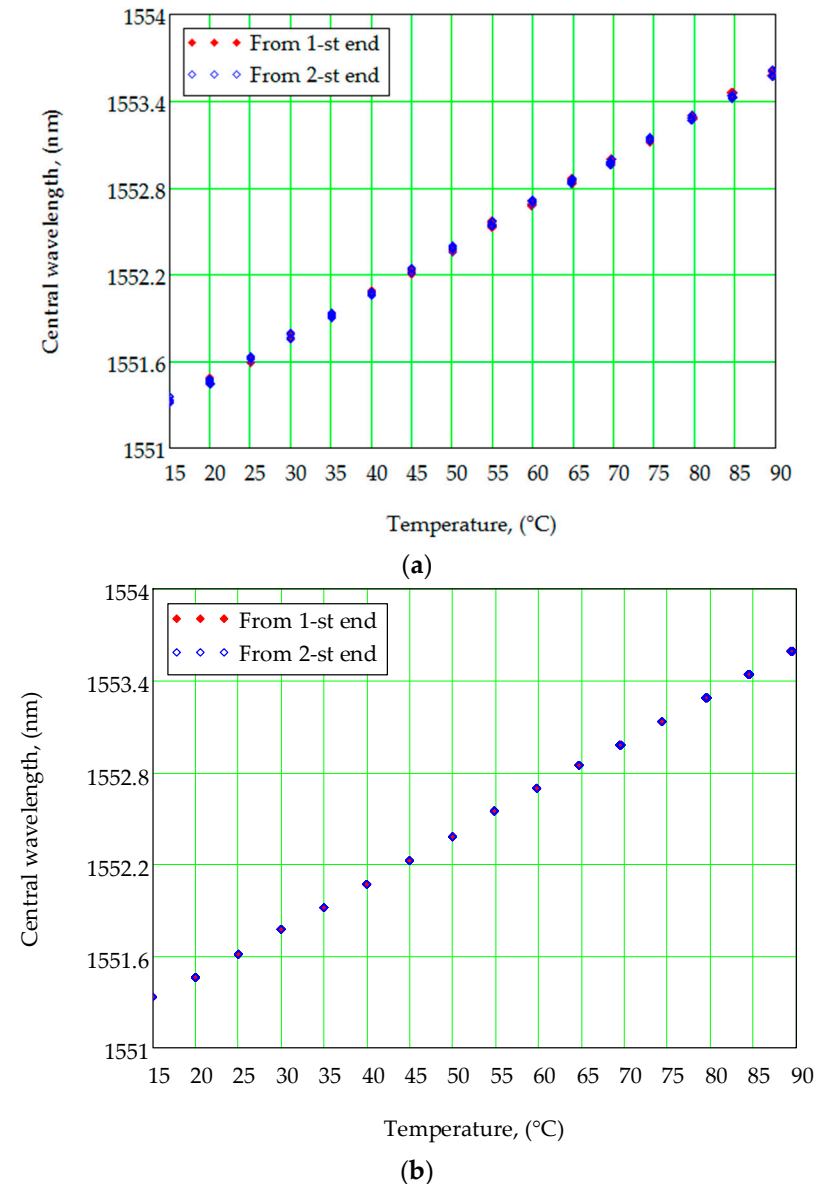 1554
From 1-st end
From 2-st end
1553.4
1552.8
1552.2
1551.6
1551
Central wavelength, (nm)
15 20 25 30 35 40 45 50 55 60 65 70 75 80 85 90
Temperature, (°C)
(a)
1554
From 1-st end
From 2-st end
1553.4
1552.8
1552.2
1551.6
1551
Central wavelength, (nm)
15 20 25 30 35 40 45 50 55 60 65 70 75 80 85 90
Temperature, (°C)
(b)